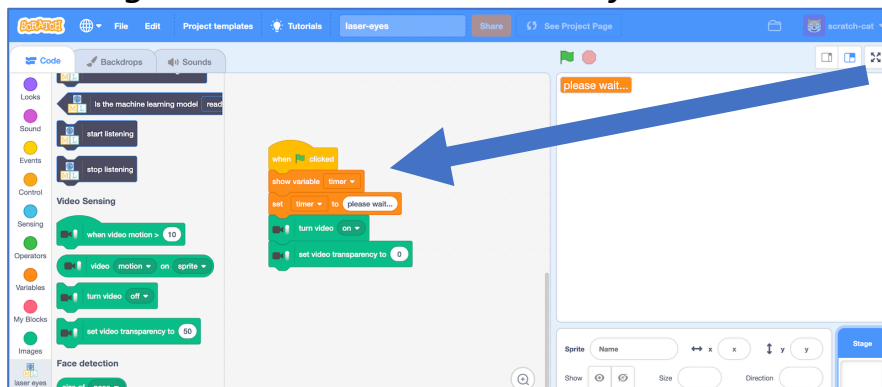 SCRATCH File Edit Project templates Tutorials laser-eyes Share See Project Page scratch-cat
Code Backdrops Sounds
Looks
Sound
Events
Control
Sensing
Operators
Variables
My Blocks
Images
laser eyes
Is the machine learning model read
start listening
stop listening
Video Sensing
when video motion > 10
video motion on sprite
turn video off
set video transparency to 50
Face detection
when clicked
show variable timer
set timer to please wait...
turn video on
set video transparency to 0
please wait...
Sprite Name x x y y
Show Size Direction
Stage